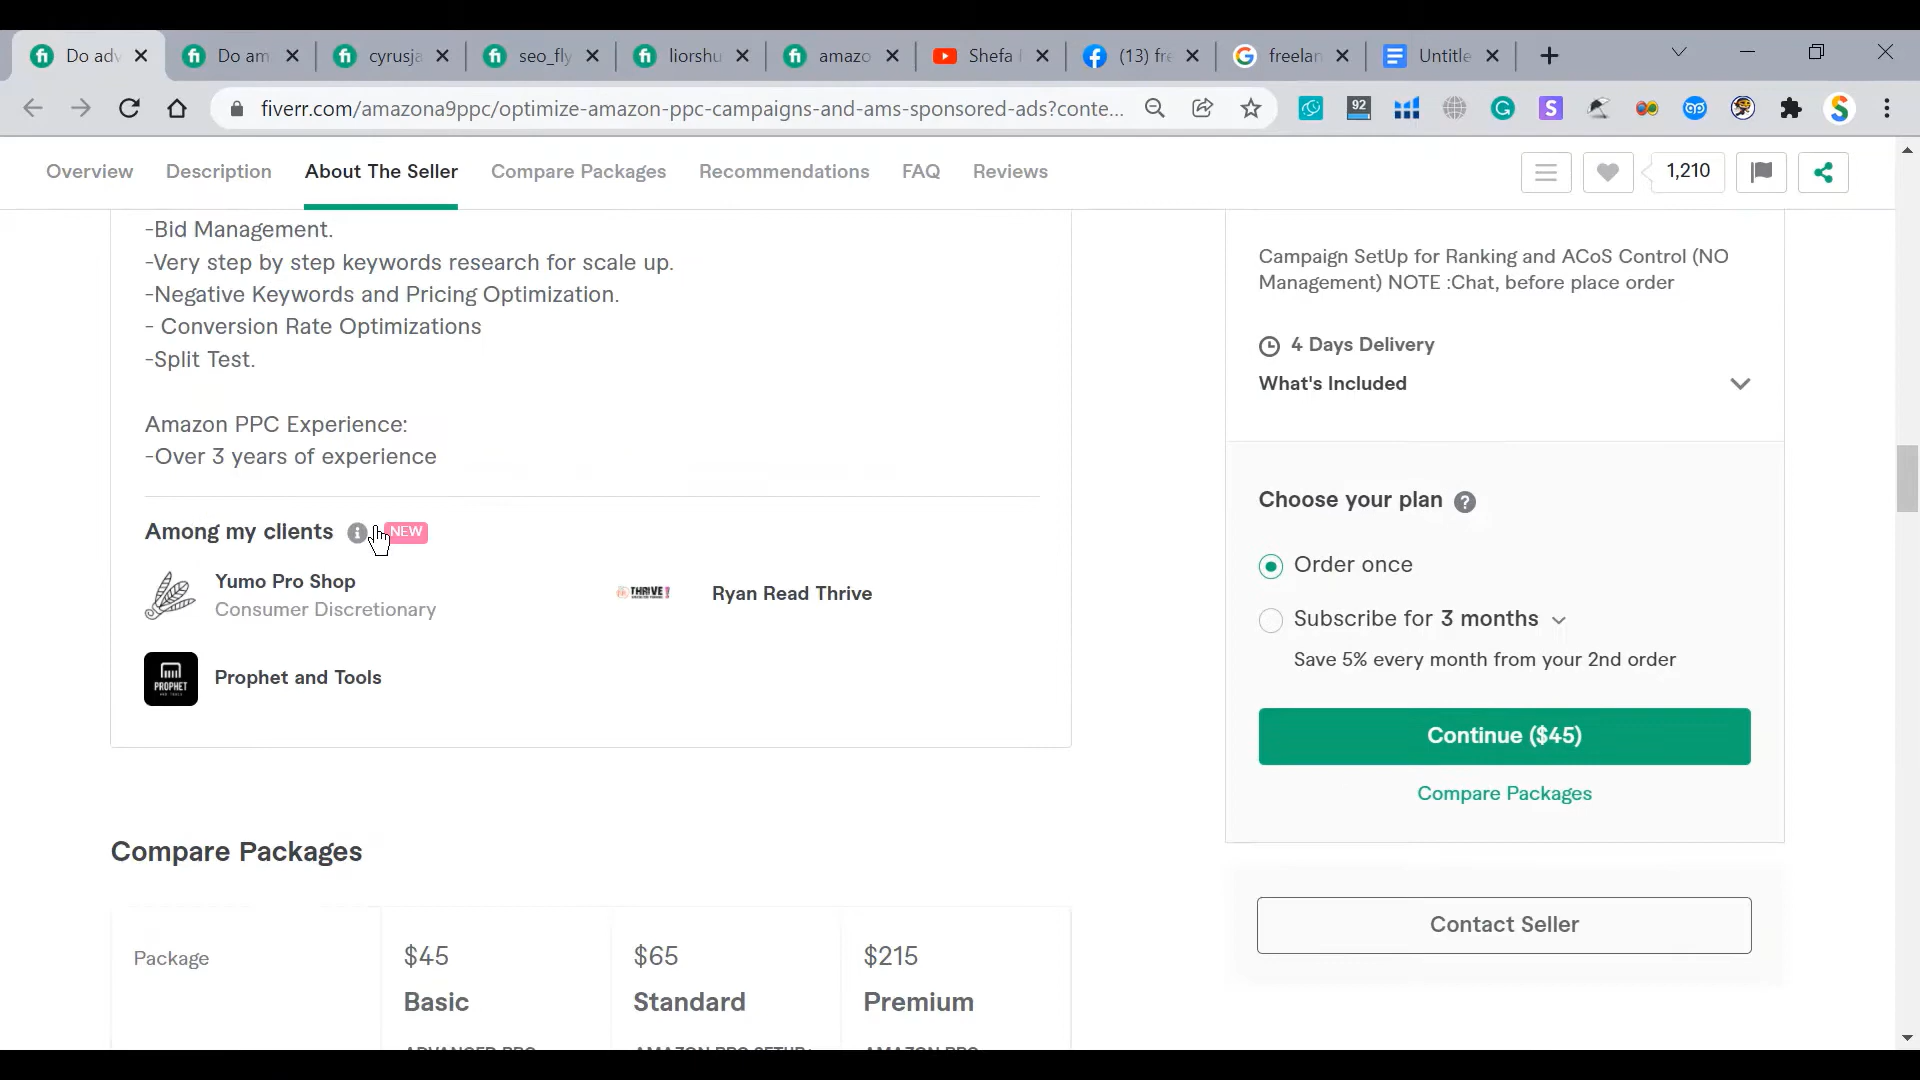 Do adv
Do am
cyrusja
seo_fly
liorshu
amazo
Shefa
(13) fre
freelan
Untitle
fiverr.com/amazona9ppc/optimize-amazon-ppc-campaigns-and-ams-sponsored-ads?conte...
92
Overview
Description
About The Seller
Compare Packages
Recommendations
FAQ
Reviews
1,210
-Bid Management.
-Very step by step keywords research for scale up.
-Negative Keywords and Pricing Optimization.
- Conversion Rate Optimizations
-Split Test.
Amazon PPC Experience:
-Over 3 years of experience
Among my clients
NEW
Yumo Pro Shop
Consumer Discretionary
THRIVE
Ryan Read Thrive
PROPHET
AND TOOLS
Prophet and Tools
Compare Packages
Package
$45
Basic
$65
Standard
$215
Premium
Campaign SetUp for Ranking and ACoS Control (NO
Management) NOTE :Chat, before place order
4 Days Delivery
What's Included
Choose your plan
Order once
Subscribe for 3 months
Save 5% every month from your 2nd order
Continue ($45)
Compare Packages
Contact Seller